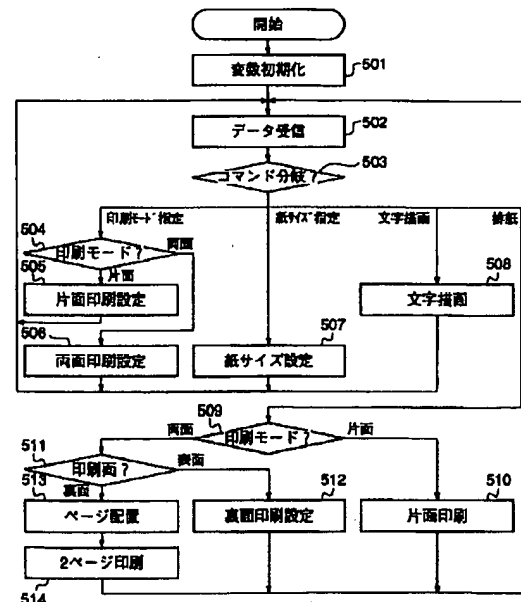 開始
変数初期化
501
データ受信
502
コマンド分岐?
503
印刷モード指定
紙サイズ指定
文字描画
排紙
504
印刷モード?
両面
505
片面
片面印刷設定
508
文字描画
506
両面印刷設定
507
紙サイズ設定
509
両面
印刷モード?
片面
511
印刷面?
表面
513
裏面
512
510
ページ配置
裏面印刷設定
片面印刷
2ページ印刷
514